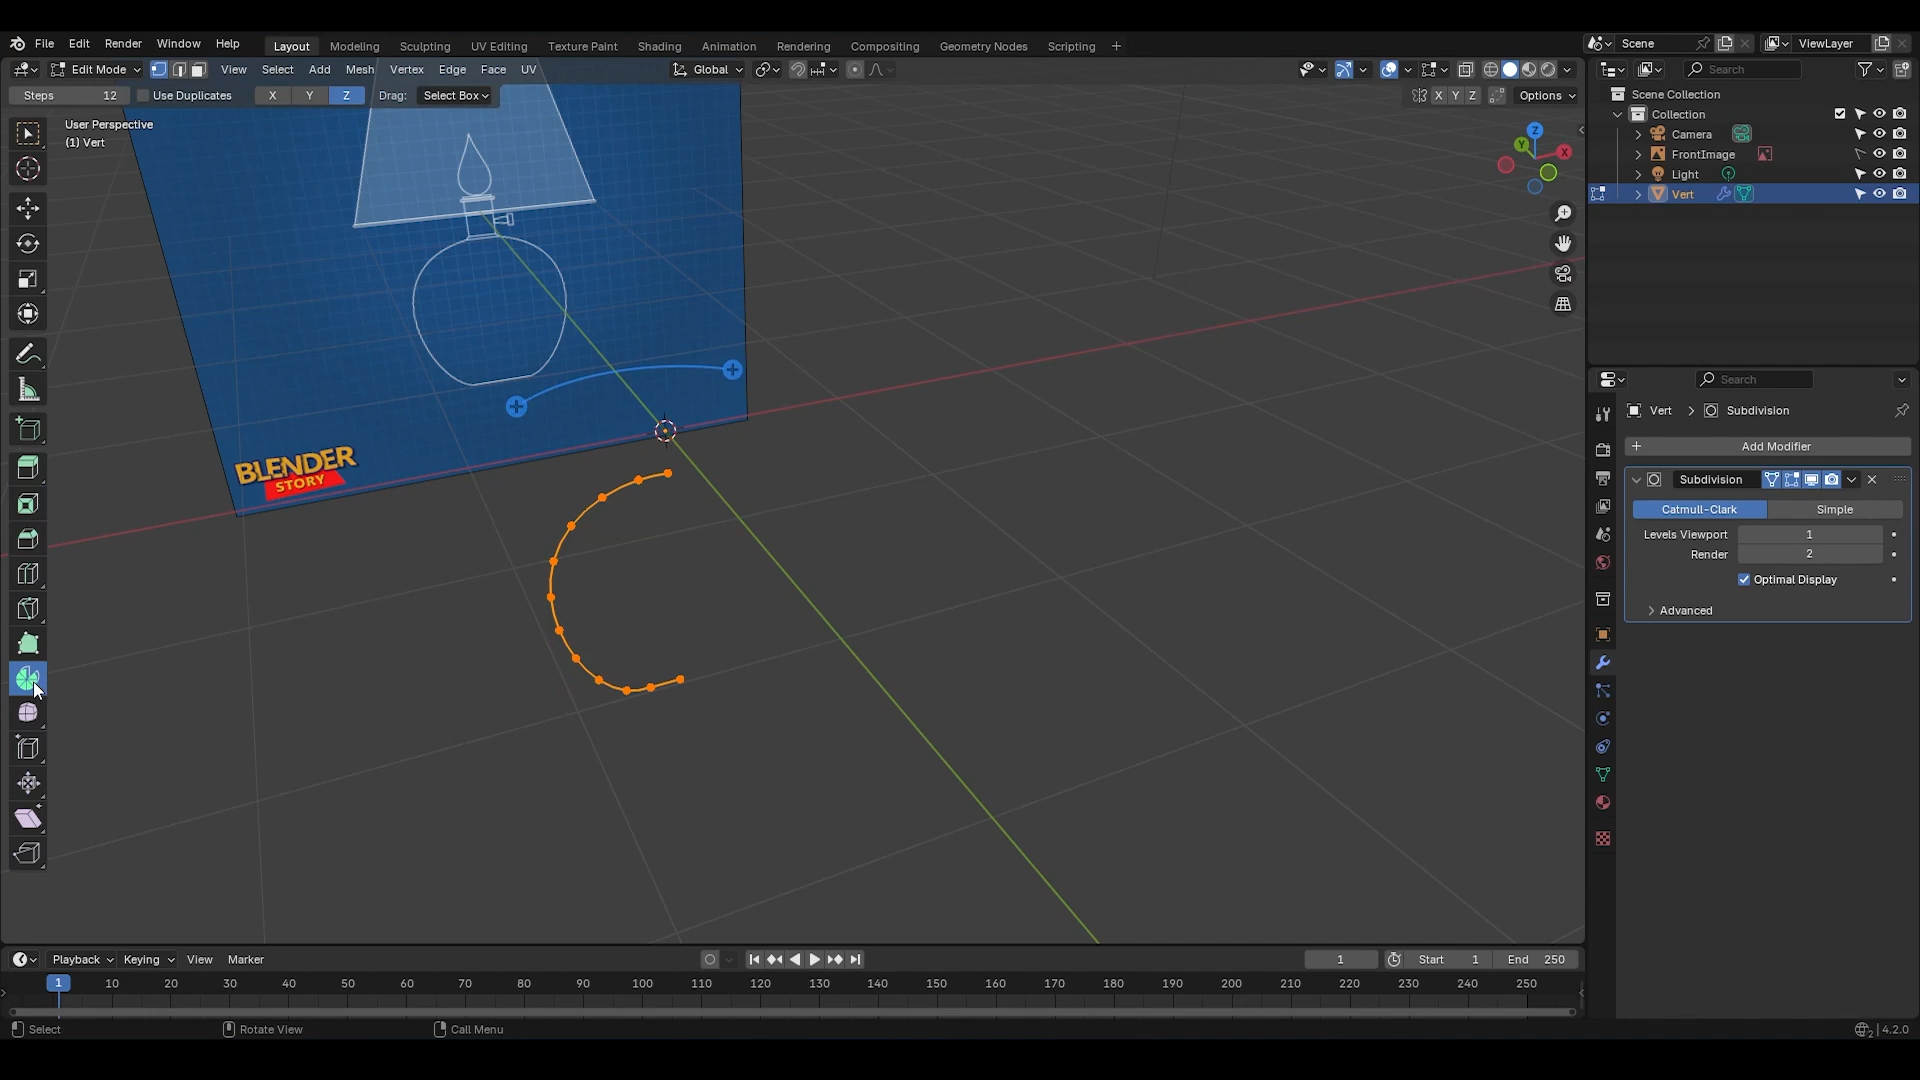 File Edit Render Window Help Layout Modeling Sculpting UV Editing Texture Paint Shading Animation Rendering Compositing Geometry Nodes Scripting + Scene ViewLayer
Edit Mode View Select Add Mesh Vertex Edge Face UV Global Search
Steps 12 Use Duplicates X Y Z Drag: Select Box X Y Z Options
Scene Collection
Collection
Camera
FrontImage
Light
Vert
User Perspective
(1) Vert
Z
Y
X
BLENDER
STORY
Search
Vert > Subdivision
+ Add Modifier
Subdivision
Catmull-Clark Simple
Levels Viewport 1
Render 2
Optimal Display
Advanced
Playback Keying View Marker 1 Start 1 End 250
1 10 20 30 40 50 60 70 80 90 100 110 120 130 140 150 160 170 180 190 200 210 220 230 240 250
Select Rotate View Call Menu 2 | 4.2.0